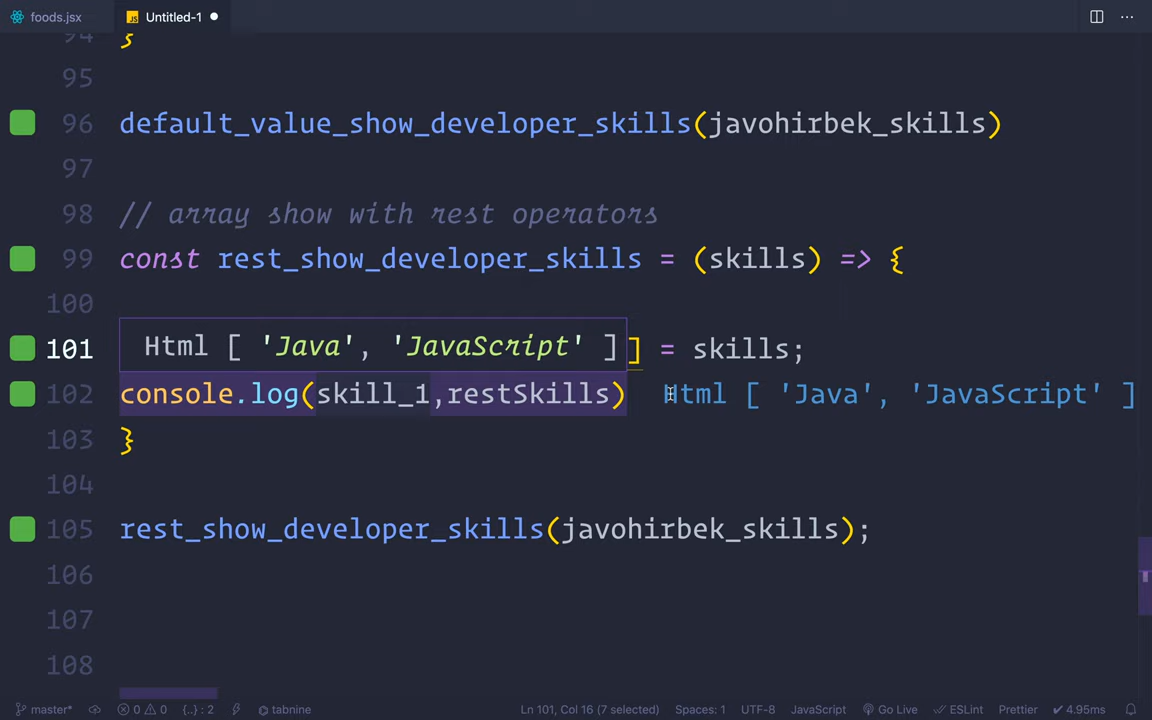 foods.jsx JS Untitled-1
94 }
95
96 default_value_show_developer_skills(javohirbek_skills)
97
98 // array show with rest operators
99 const rest_show_developer_skills = (skills) => {
100
Html [ 'Java', 'JavaScript' ]
101 ] = skills;
102 console.log(skill_1,restSkills) Html [ 'Java', 'JavaScript' ]
103 }
104
105 rest_show_developer_skills(javohirbek_skills);
106
107
108
master* 0 0 {..} : 2 tabnine Ln 101, Col 16 (7 selected) Spaces: 1 UTF-8 JavaScript Go Live ESLint Prettier 4.95ms